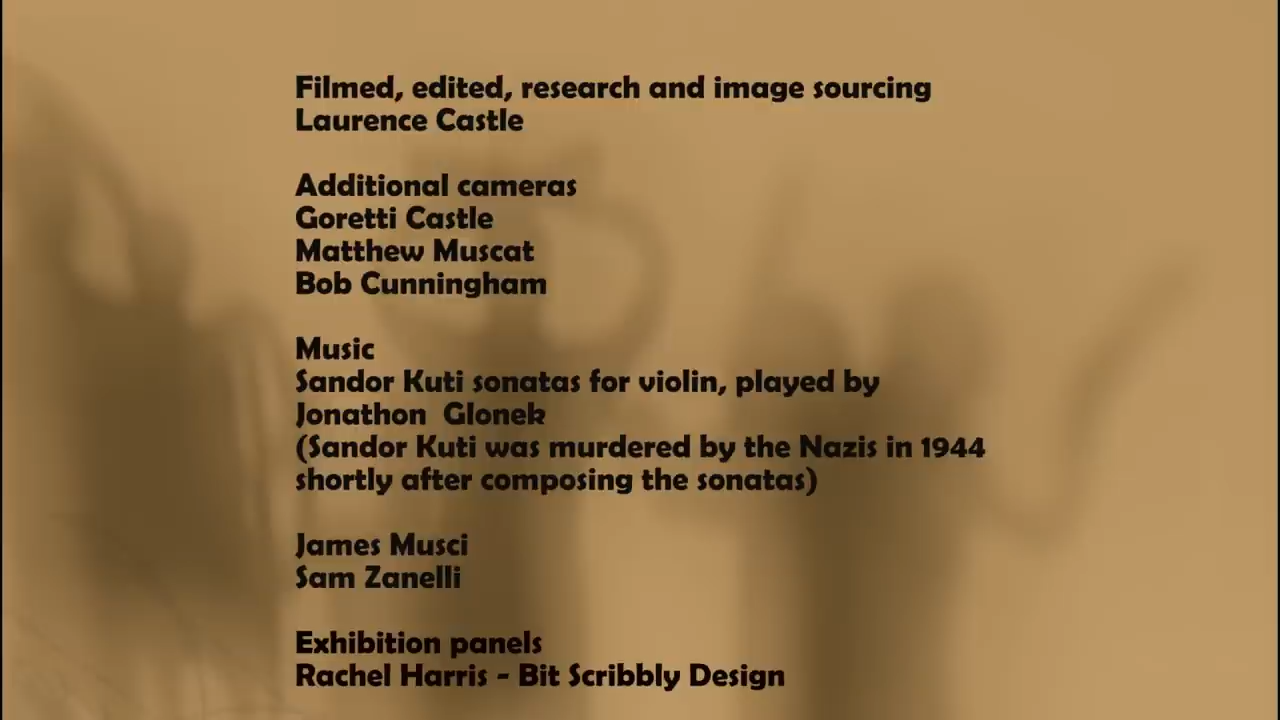 Filmed, edited, research and image sourcing
Laurence Castle
Additional cameras
Goretti Castle
Matthew Muscat
Bob Cunningham
Music
Sandor Kuti sonatas for violin, played by
Jonathon  Glonek
(Sandor Kuti was murdered by the Nazis in 1944
shortly after composing the sonatas)
James Musci
Sam Zanelli
Exhibition panels
Rachel Harris - Bit Scribbly Design